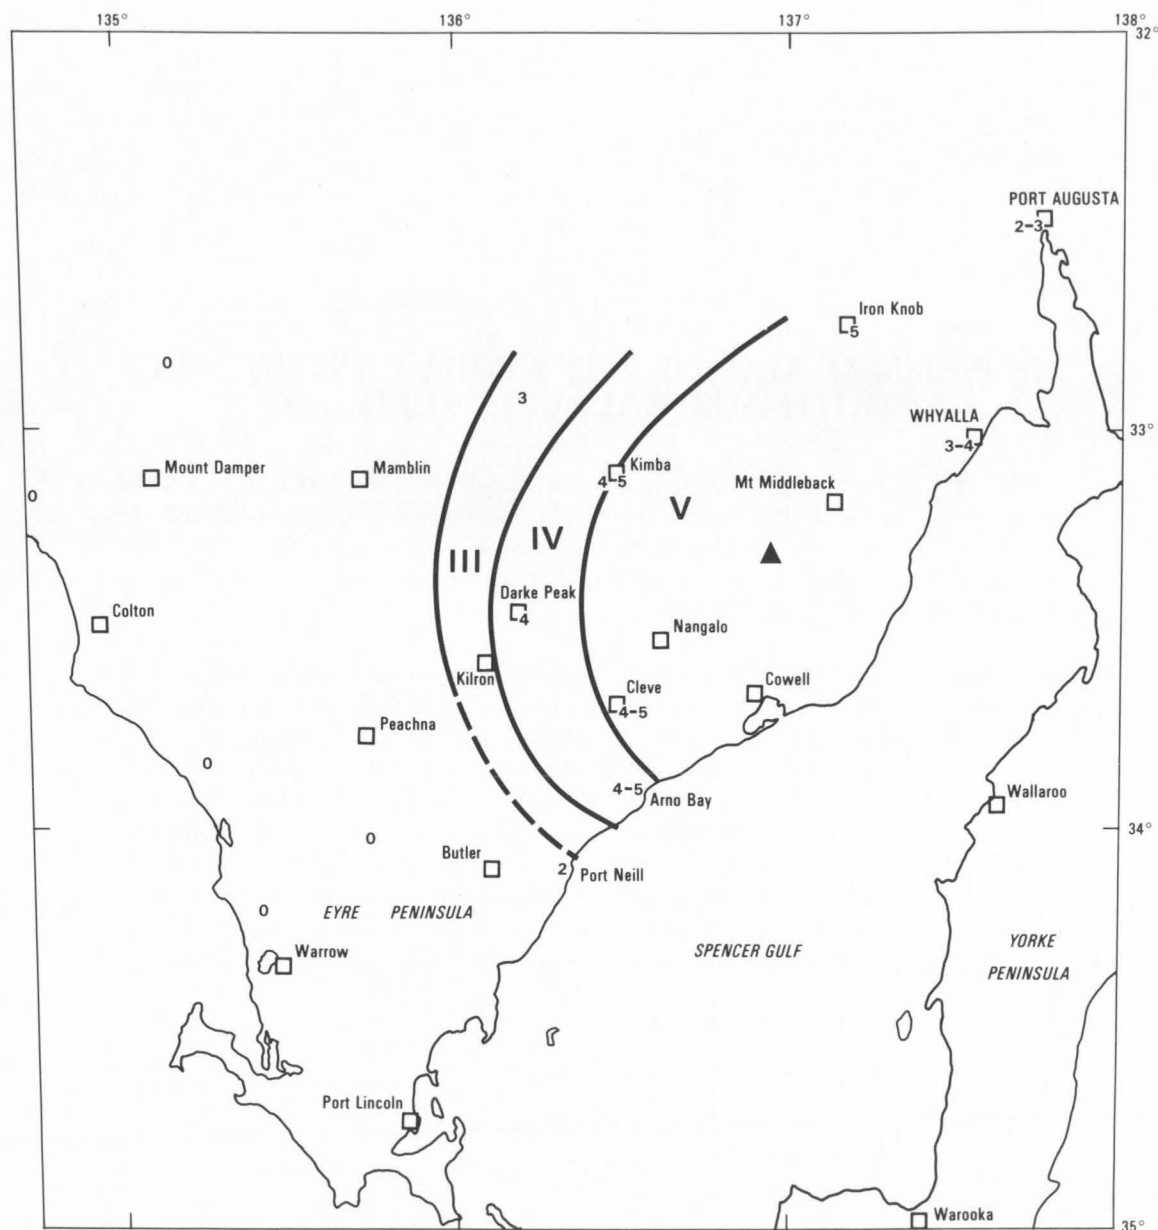 135° 136° 137° 138°
32°
PORT AUGUSTA
2-3
Iron Knob
5
0
3
WHYALLA
3-4
33°
Mount Damper
Mamblin
Kimba
4-5
Mt Middleback
0
V
IV
III
Darke Peak
4
Colton
Nangalo
Kilron
Cleve
4-5
Cowell
Peachna
0
4-5
Arno Bay
Wallaroo
34°
0
Butler
2
Port Neill
0
EYRE PENINSULA
SPENCER GULF
YORKE
PENINSULA
Warrow
Port Lincoln
Warooka
35°